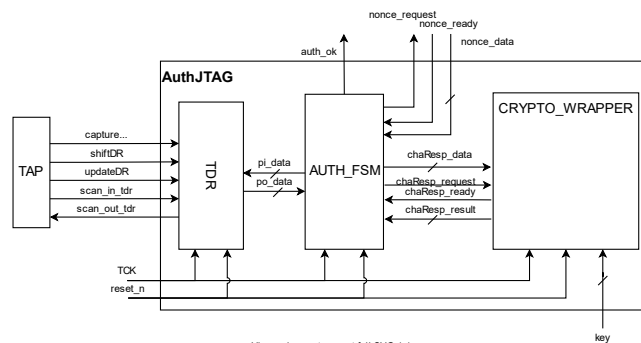 nonce_request
nonce_ready
nonce_data
auth_ok
AuthJTAG
CRYPTO_WRAPPER
TAP
capture...
shiftDR
updateDR
scan_in_tdr
scan_out_tdr
TDR
pi_data
po_data
AUTH_FSM
chaResp_data
chaResp_request
chaResp_ready
chaResp_result
TCK
reset_n
key